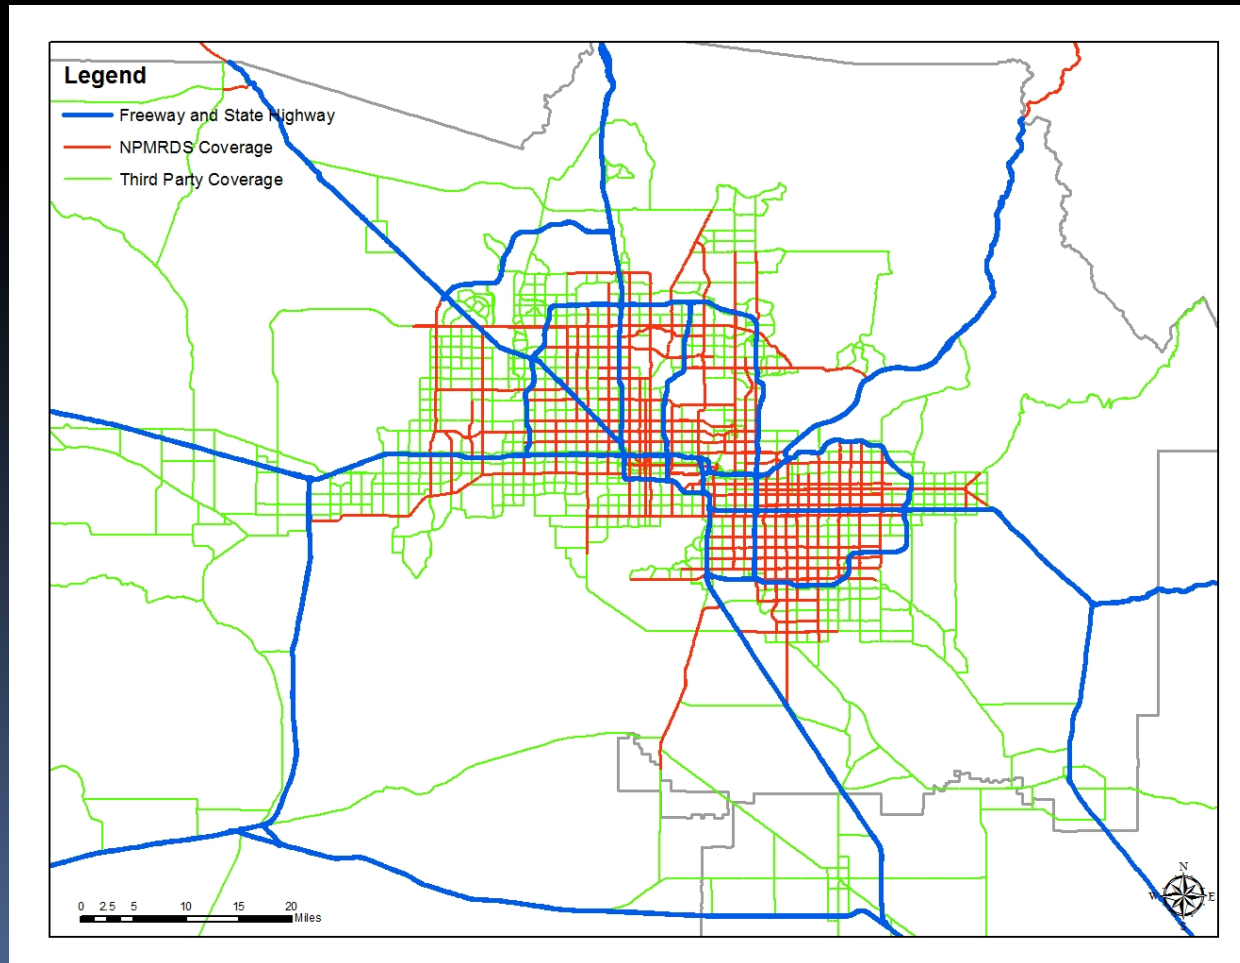 Legend
Freeway and State Highway
NPMRDS Coverage
Third Party Coverage
0 2.5 5 10 15 20
Miles
N
W E
S